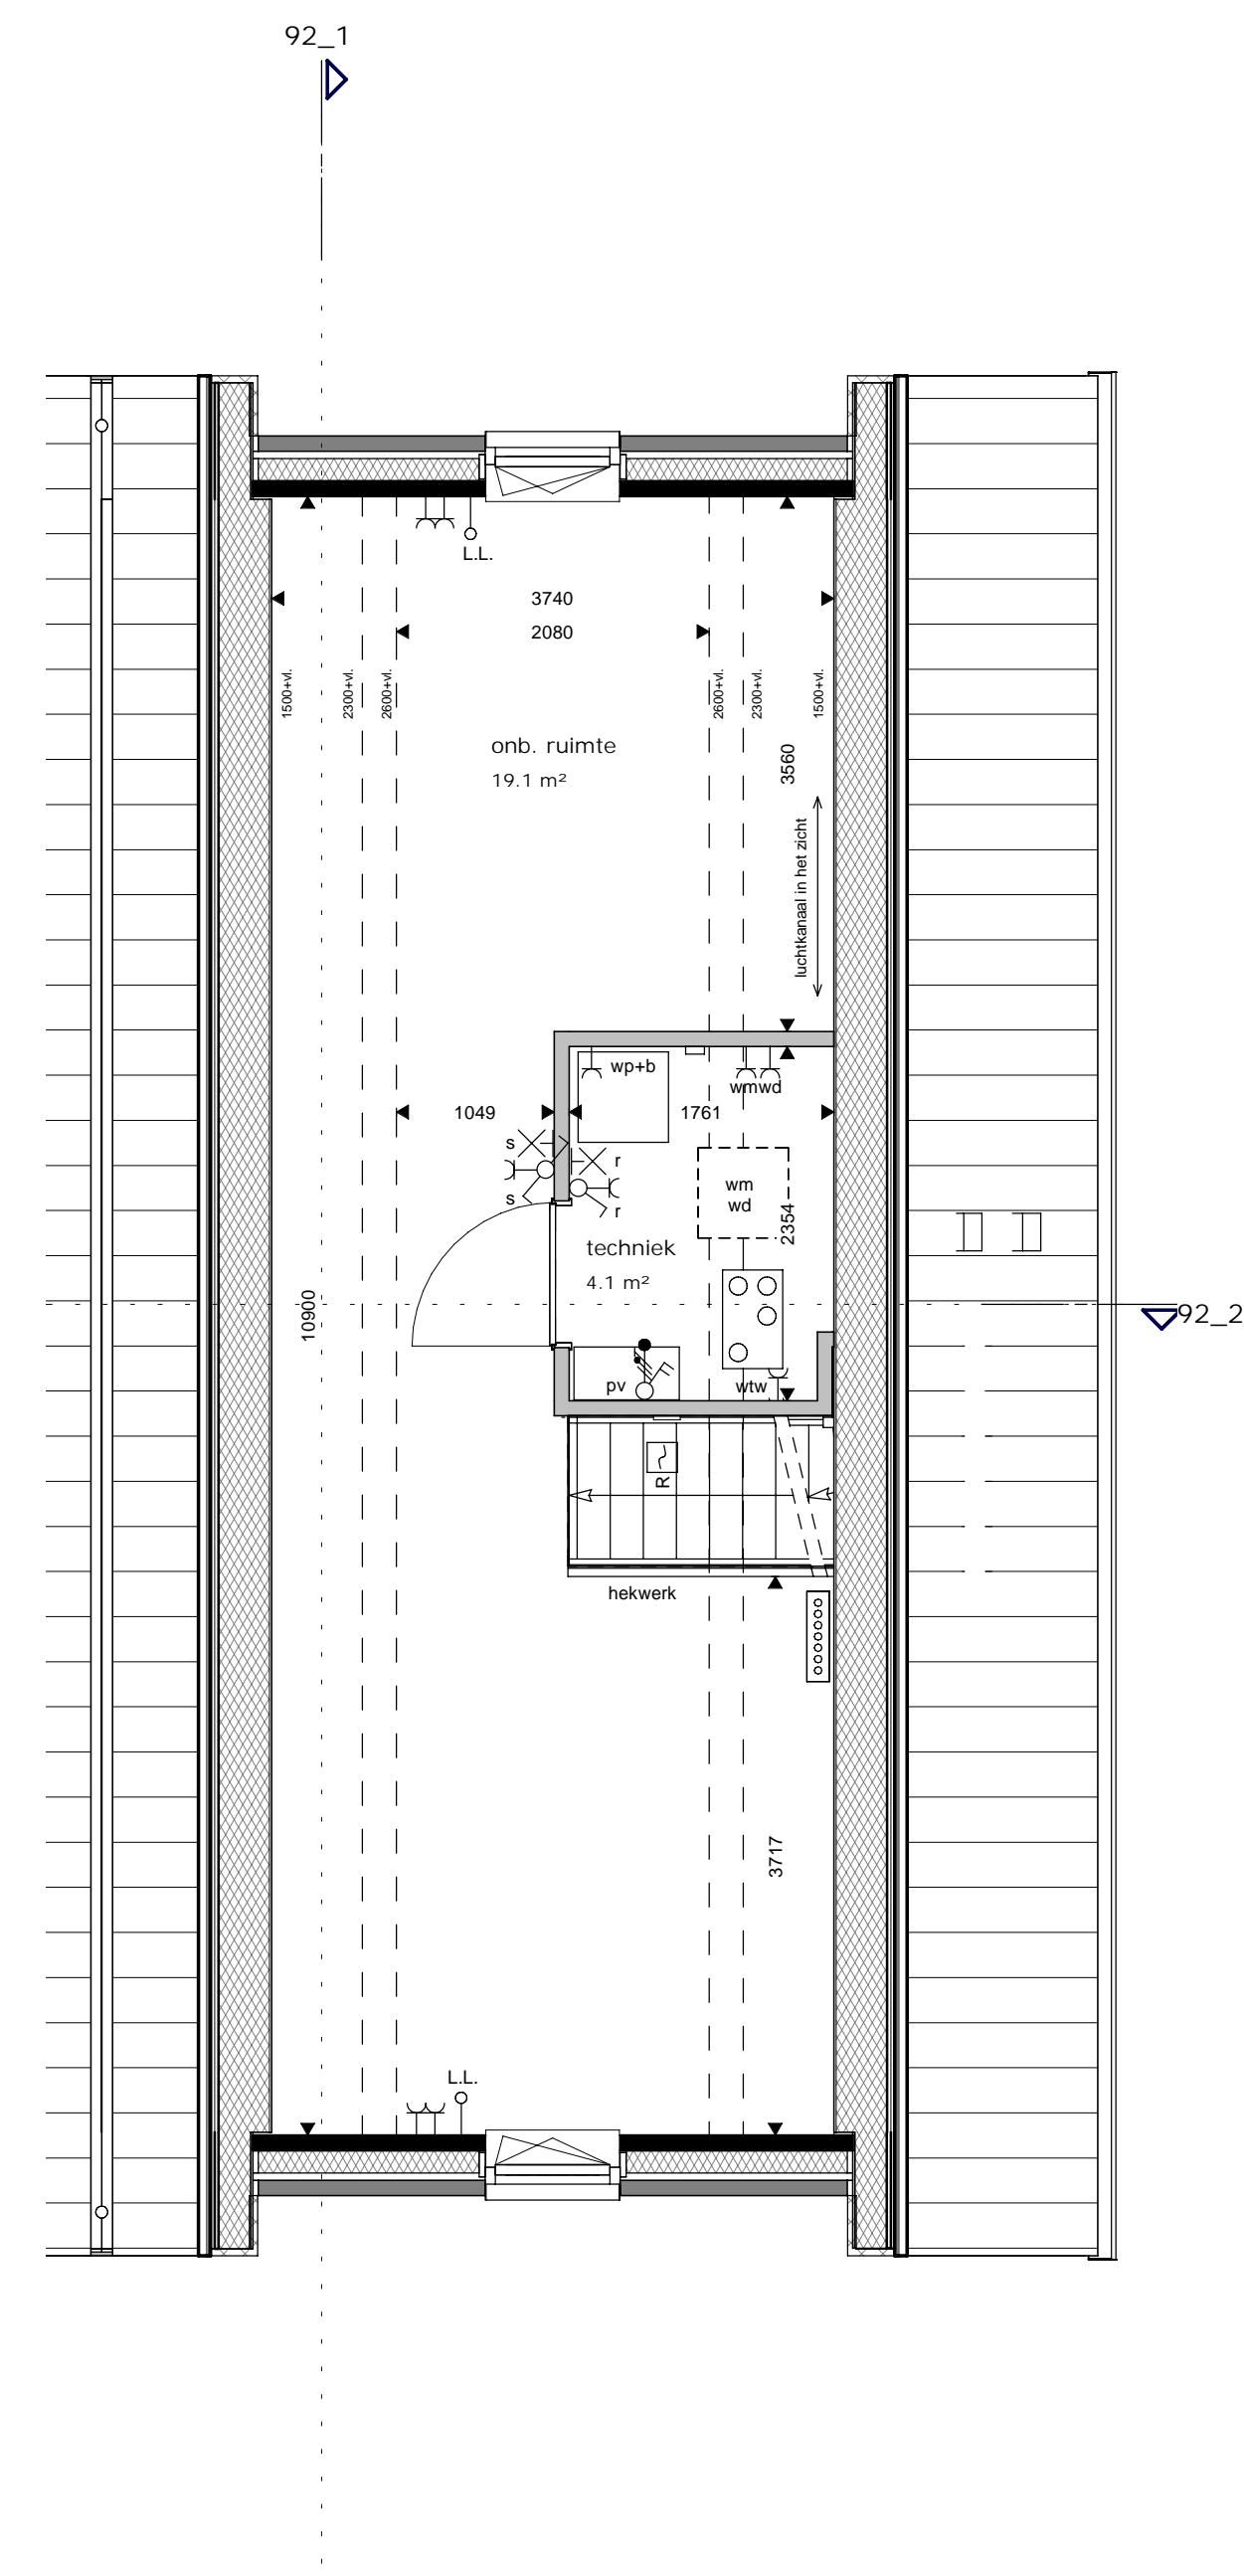 92_1
L.L.
3740
2080
1500+vl.
2300+vl.
2600+vl.
2600+vl.
2300+vl.
1500+vl.
onb. ruimte
19.1 m²
3560
luchtkanaal in het zicht
wp+b
wmwd
1049
1761
s
r
s
r
wm
wd
2354
techniek
4.1 m²
10900
92_2
pv
wtw
R
hekwerk
3717
L.L.